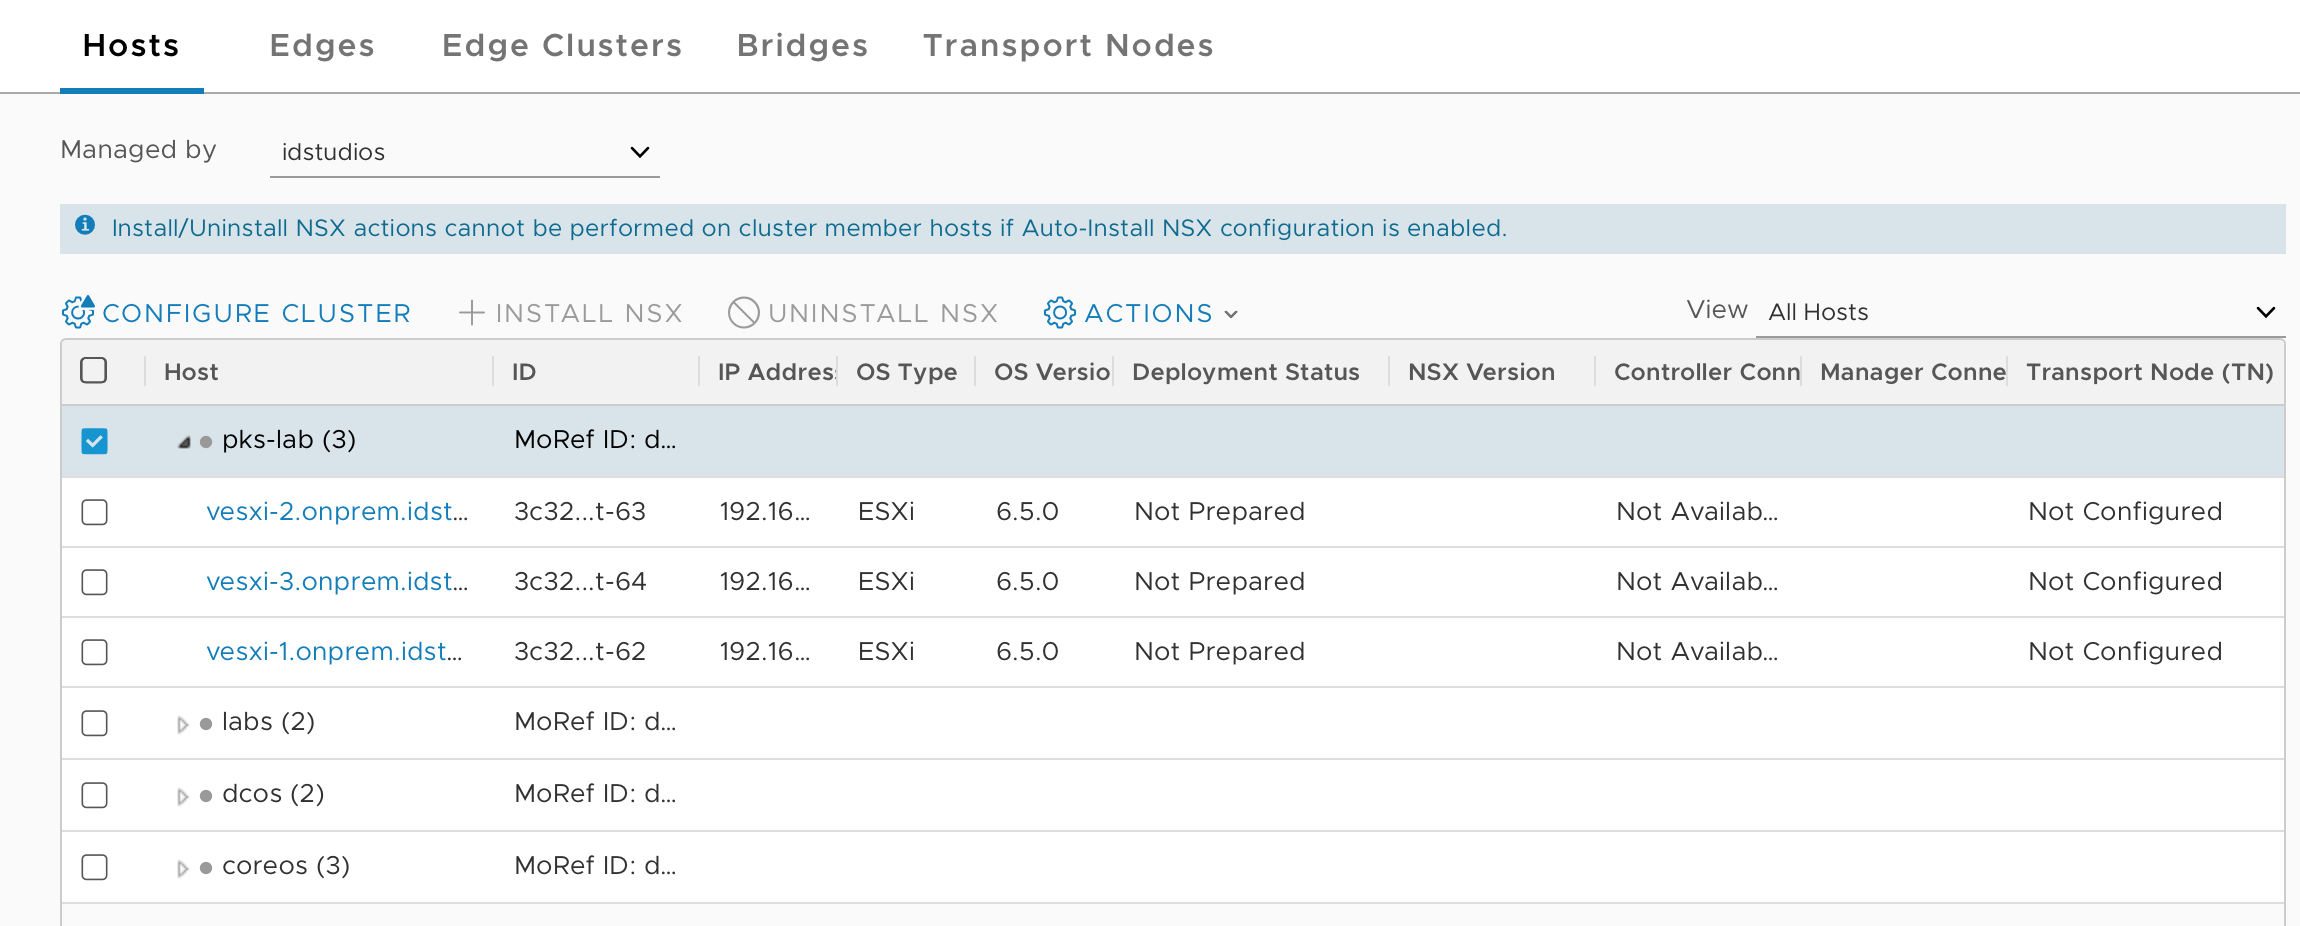 Hosts Edges Edge Clusters Bridges Transport Nodes
Managed by idstudios
Install/Uninstall NSX actions cannot be performed on cluster member hosts if Auto-Install NSX configuration is enabled.
CONFIGURE CLUSTER INSTALL NSX UNINSTALL NSX ACTIONS View All Hosts
Host ID IP Addres OS Type OS Versio Deployment Status NSX Version Controller Conn Manager Conne Transport Node (TN)
pks-lab (3) MoRef ID: d...
vesxi-2.onprem.idst... 3c32...t-63 192.16... ESXi 6.5.0 Not Prepared Not Availab... Not Configured
vesxi-3.onprem.idst... 3c32...t-64 192.16... ESXi 6.5.0 Not Prepared Not Availab... Not Configured
vesxi-1.onprem.idst... 3c32...t-62 192.16... ESXi 6.5.0 Not Prepared Not Availab... Not Configured
labs (2) MoRef ID: d...
dcos (2) MoRef ID: d...
coreos (3) MoRef ID: d...